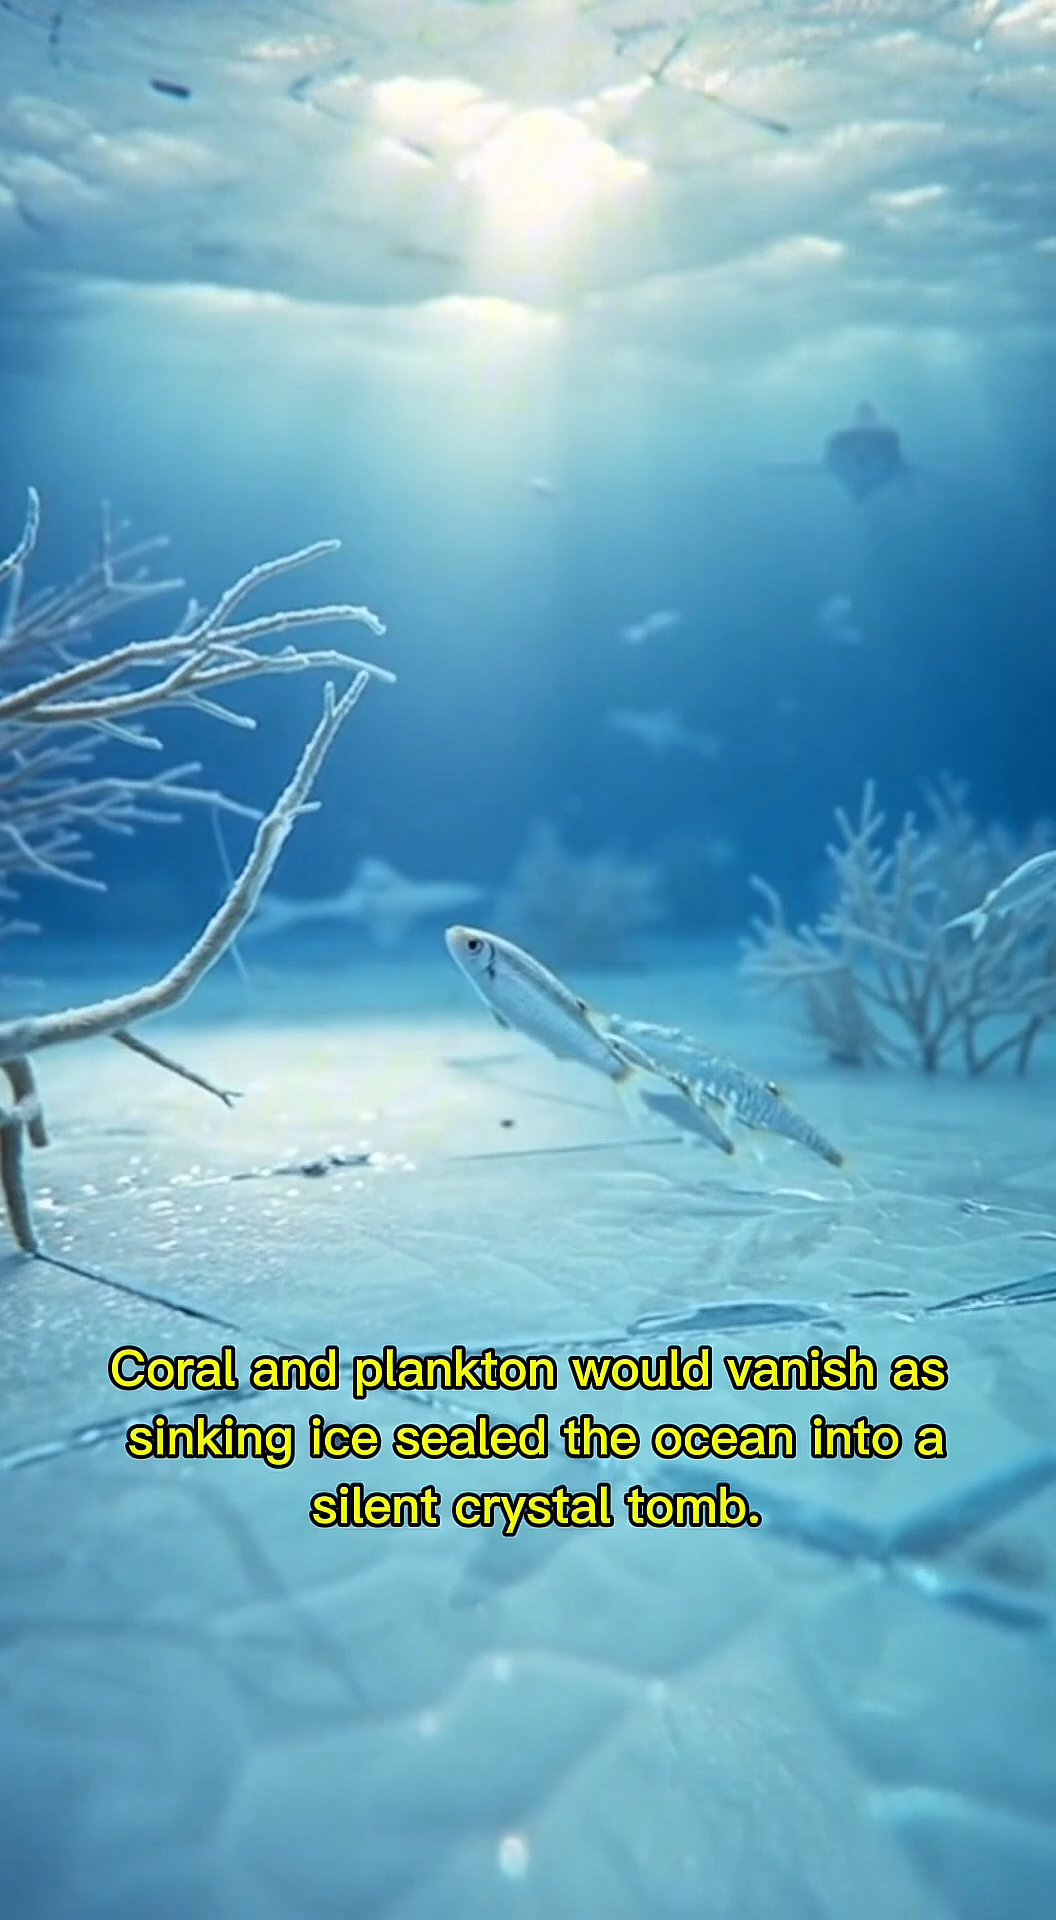 Coral and plankton would vanish as
sinking ice sealed the ocean into a
silent crystal tomb.